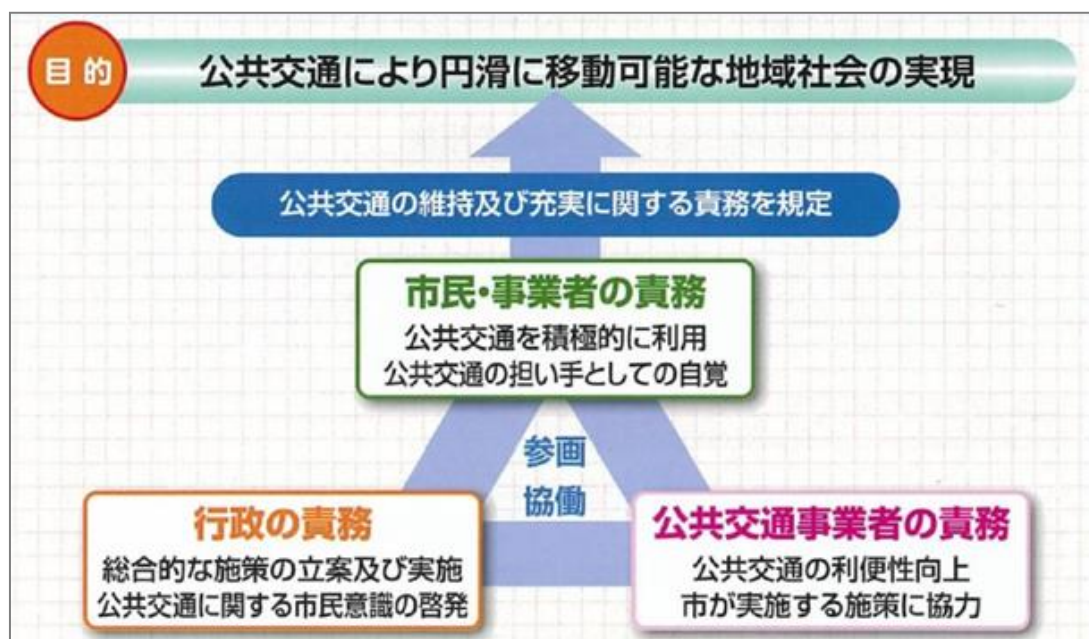 目的
公共交通により円滑に移動可能な地域社会の実現
公共交通の維持及び充実に関する責務を規定
市民・事業者の責務
公共交通を積極的に利用
公共交通の担い手としての自覚
参画
協働
行政の責務
総合的な施策の立案及び実施
公共交通に関する市民意識の啓発
公共交通事業者の責務
公共交通の利便性向上
市が実施する施策に協力